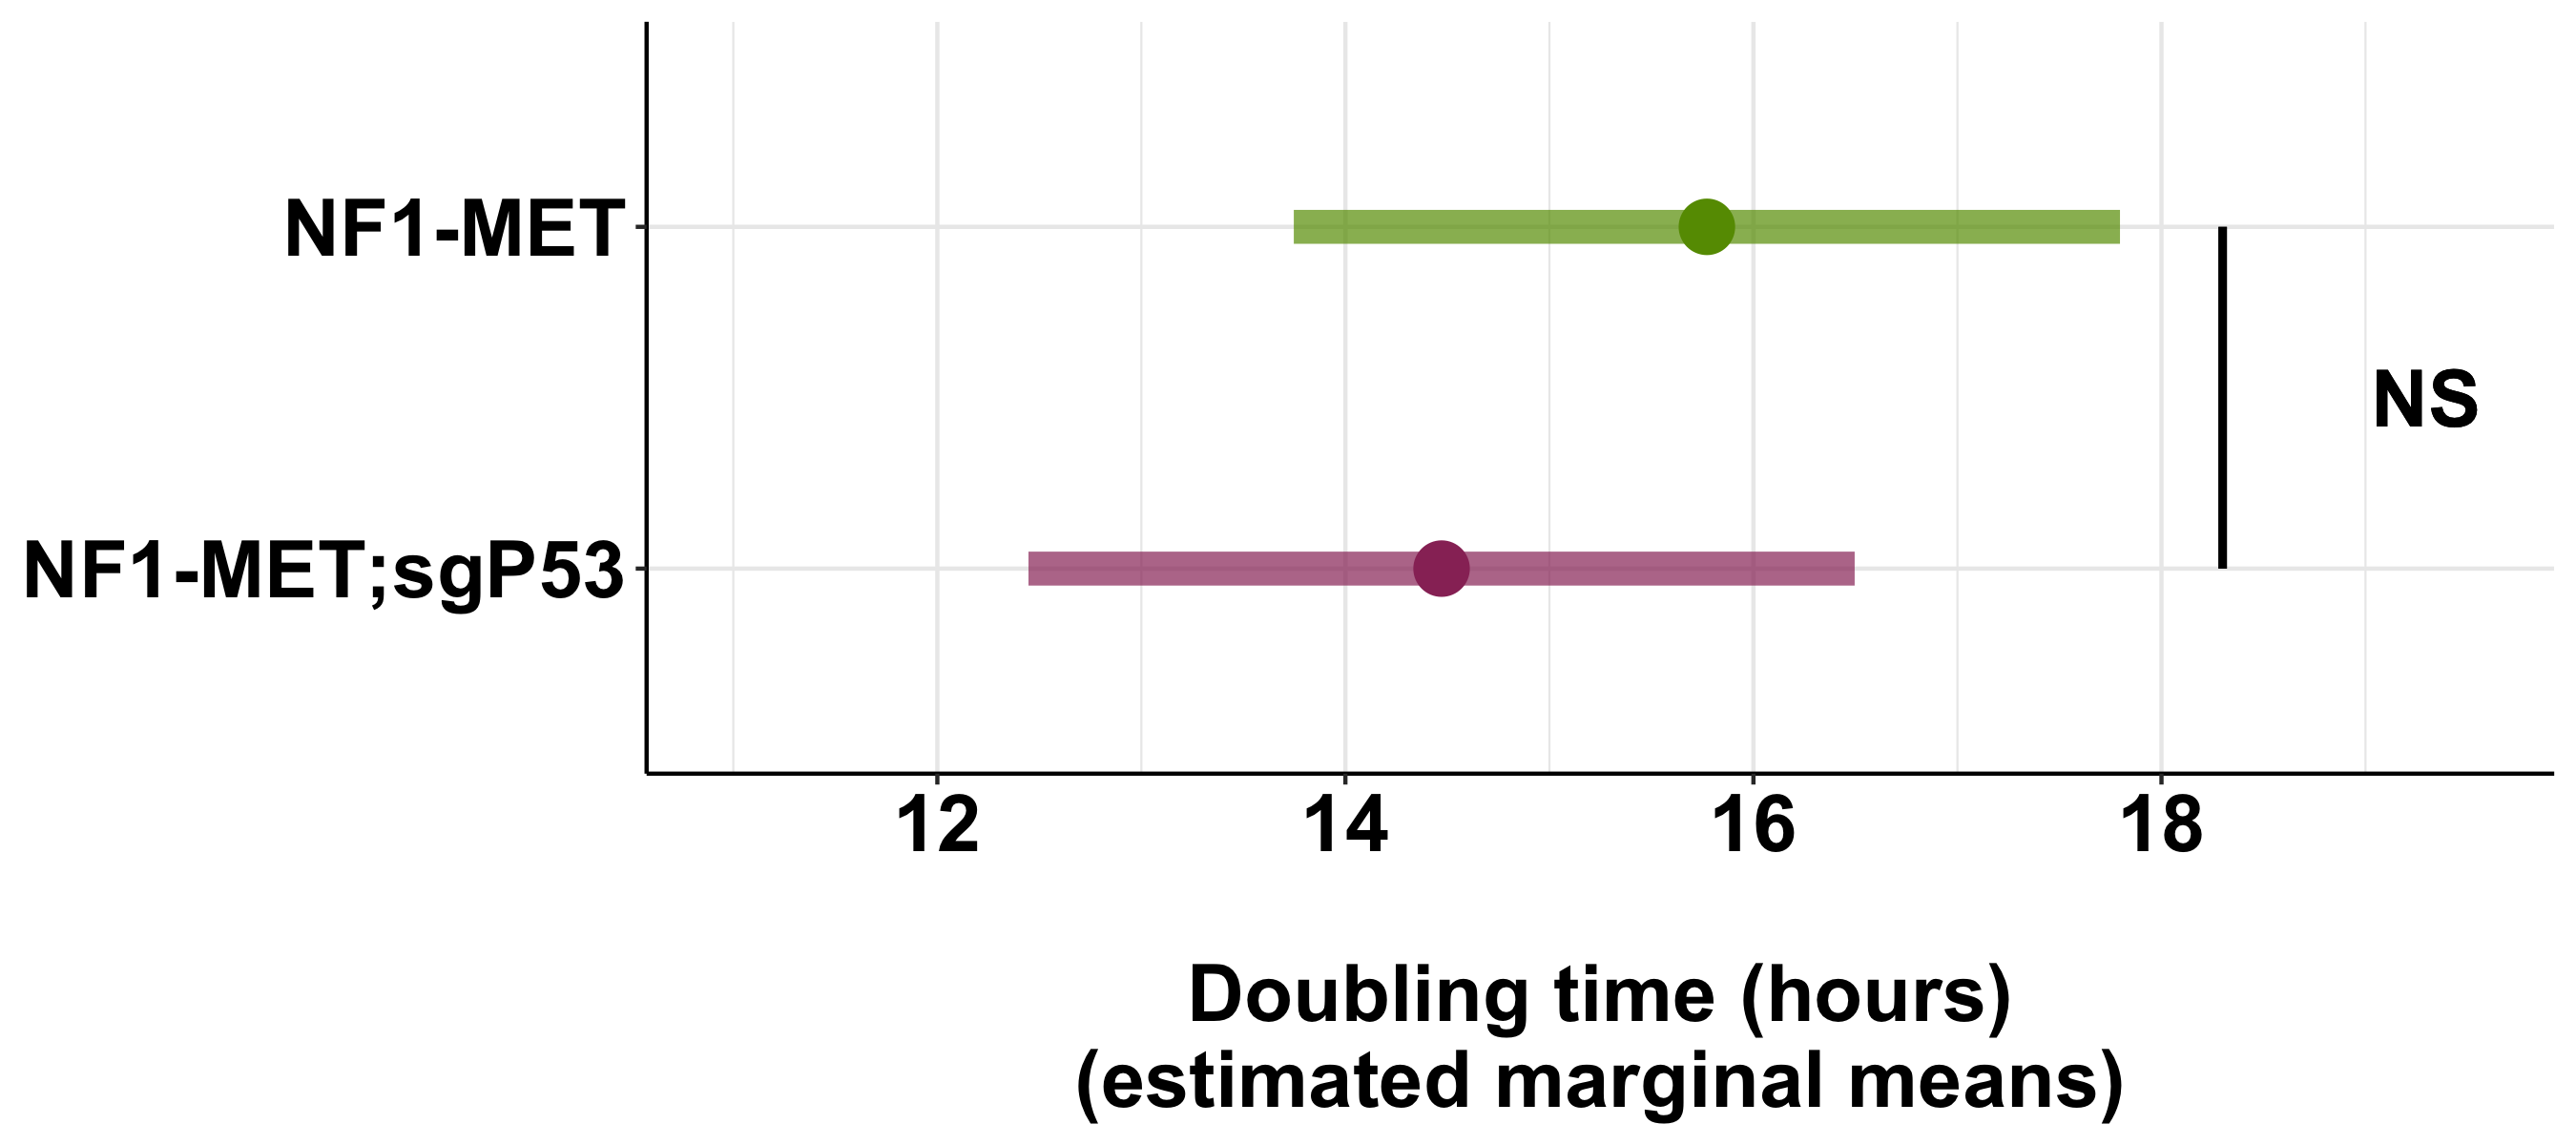 NF1-MET
NS
NF1-MET;sgP53
12 14 16 18
Doubling time (hours)
(estimated marginal means)